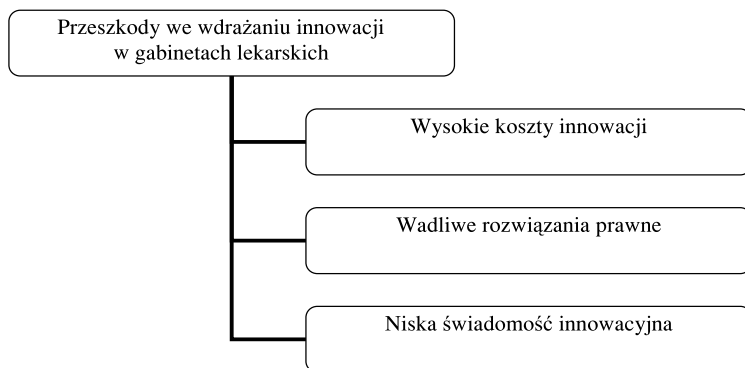 Przeszkody we wdrażaniu innowacji
w gabinetach lekarskich
Wysokie koszty innowacji
Wadliwe rozwiązania prawne
Niska świadomość innowacyjna